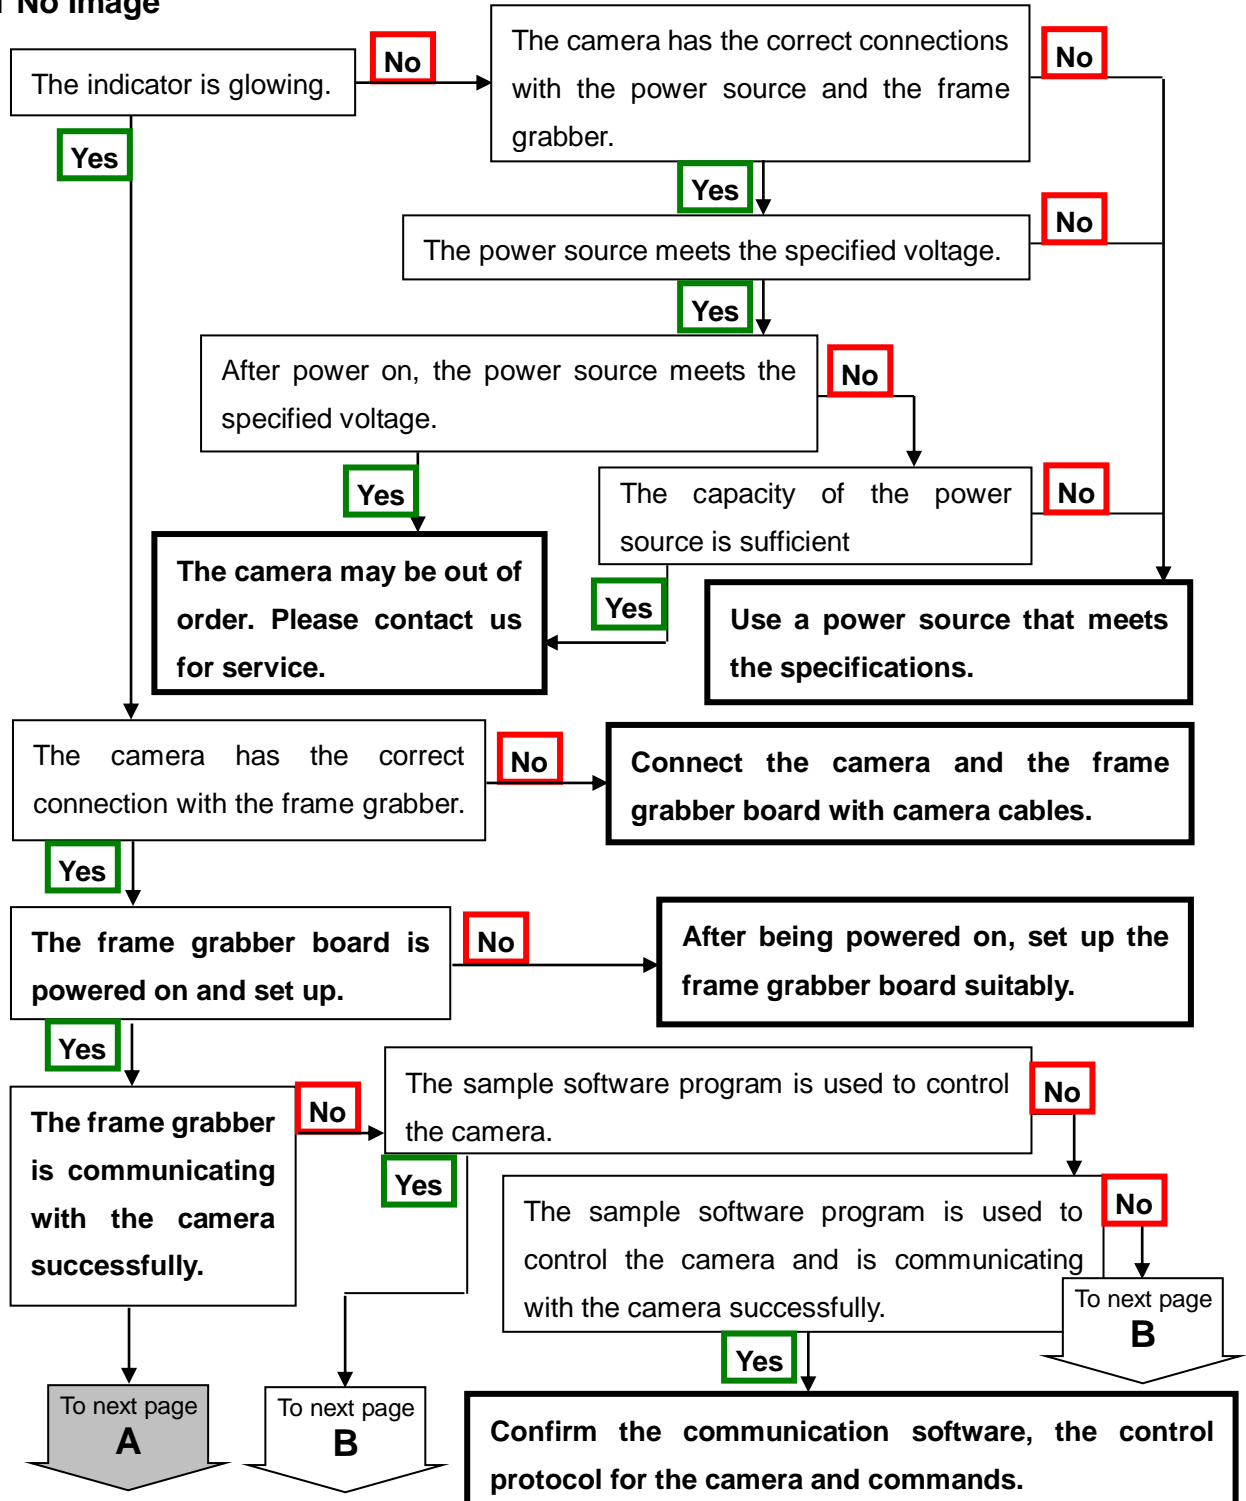 No Image
The indicator is glowing.
No
The camera has the correct connections
with the power source and the frame
grabber.
No
Yes
Yes
The power source meets the specified voltage.
No
Yes
After power on, the power source meets the
specified voltage.
No
Yes
The capacity of the power
source is sufficient
No
Yes
The camera may be out of
order. Please contact us
for service.
Use a power source that meets
the specifications.
The camera has the correct
connection with the frame grabber.
No
Connect the camera and the frame
grabber board with camera cables.
Yes
The frame grabber board is
powered on and set up.
No
After being powered on, set up the
frame grabber board suitably.
Yes
The frame grabber
is communicating
with the camera
successfully.
No
The sample software program is used to control
the camera.
No
Yes
The sample software program is used to
control the camera and is communicating
with the camera successfully.
No
To next page
B
Yes
To next page
A
To next page
B
Confirm the communication software, the control
protocol for the camera and commands.